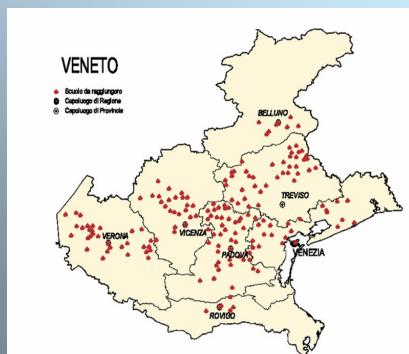 VENETO
Scuole da raggiungere
Capoluogo di Regione
Capoluogo di Provincia
BELLUNO
TREVISO
VICENZA
VERONA
PADOVA
VENEZIA
ROVIGO